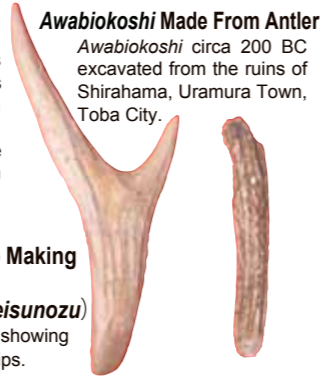 Awabiokoshi Made From Antler
Awabiokoshi circa 200 BC
excavated from the ruins of
Shirahama, Uramura Town,
Toba City.
Making
eisunozu)
showing
ps.